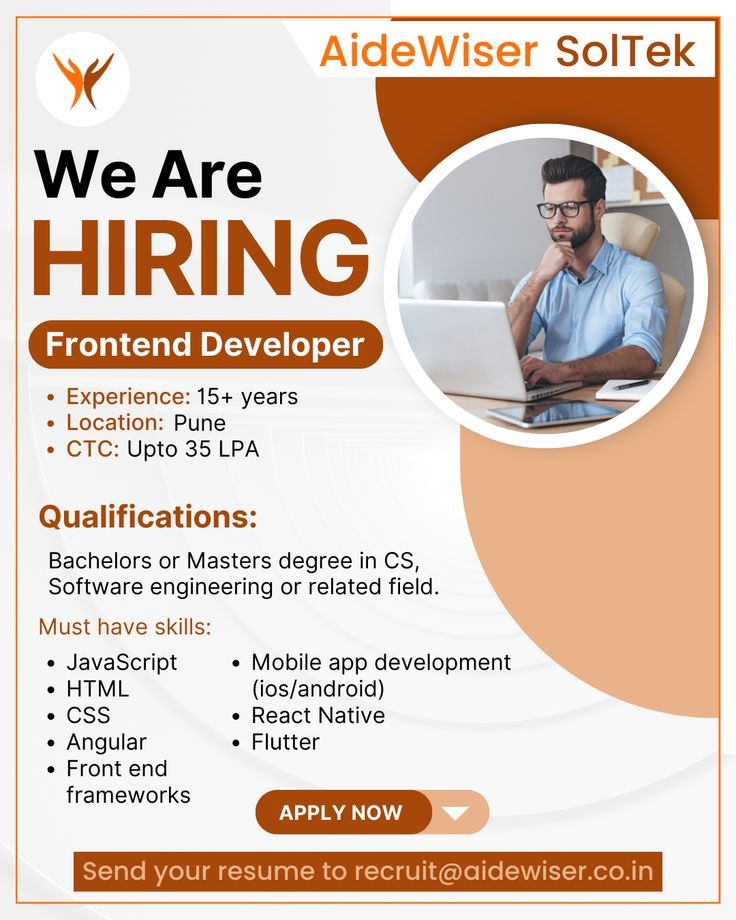 AideWiser SolTek
We Are
HIRING
Frontend Developer
• Experience: 15+ years
• Location: Pune
• CTC: Upto 35 LPA
Qualifications:
Bachelors or Masters degree in CS,
Software engineering or related field.
Must have skills:
• JavaScript
• HTML
• CSS
• Angular
• Front end
frameworks
• Mobile app development
(ios/android)
• React Native
• Flutter
APPLY NOW
Send your resume to recruit@aidewiser.co.in